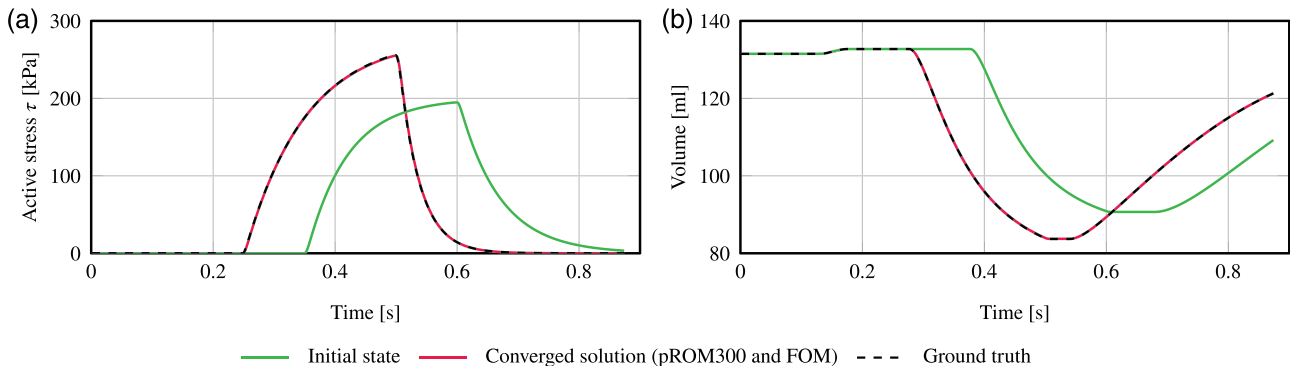 (a)
300
200
100
0
Active stress τ [kPa]
0 0.2 0.4 0.6 0.8
Time [s]
(b)
140
120
100
80
Volume [ml]
0 0.2 0.4 0.6 0.8
Time [s]
Initial state Converged solution (pROM300 and FOM) Ground truth